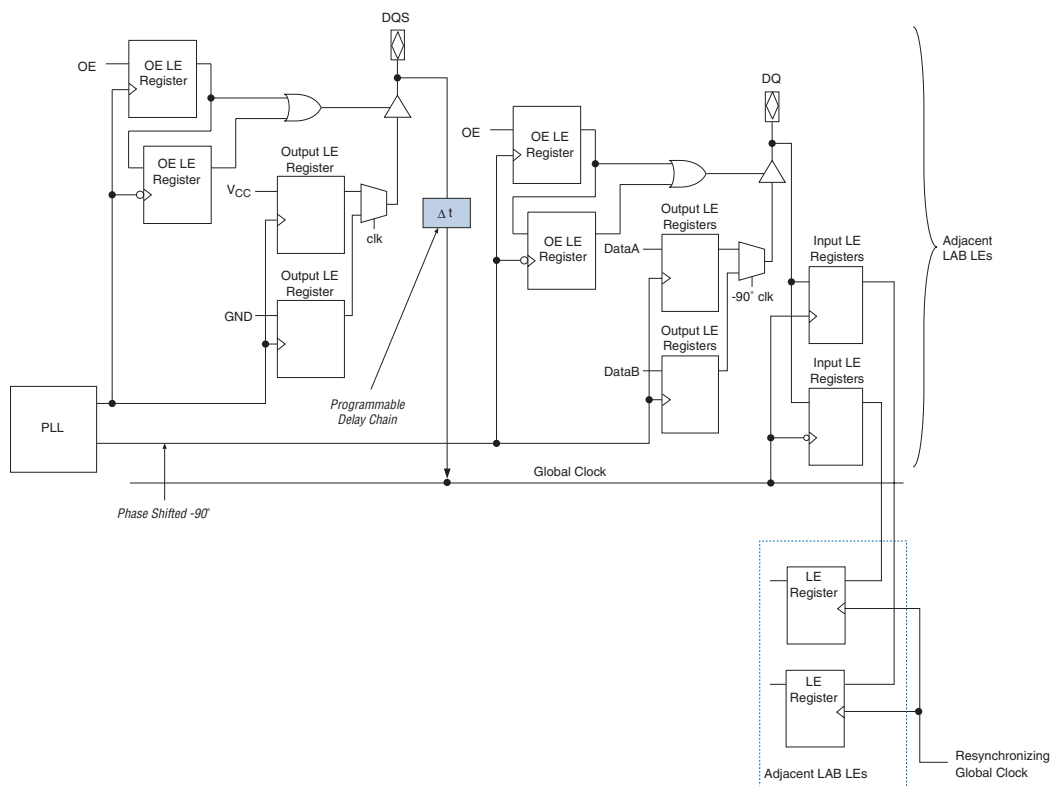 DQS
OE
OE LE
Register
OE LE
Register
Output LE
Register
VCC
clk
Δ t
Output LE
Register
GND
Programmable
Delay Chain
PLL
Phase Shifted -90°
Global Clock
DQ
OE
OE LE
Register
OE LE
Register
Output LE
Registers
DataA
-90° clk
Output LE
Registers
DataB
Input LE
Registers
Input LE
Registers
Adjacent
LAB LEs
LE
Register
LE
Register
Adjacent LAB LEs
Resynchronizing
Global Clock